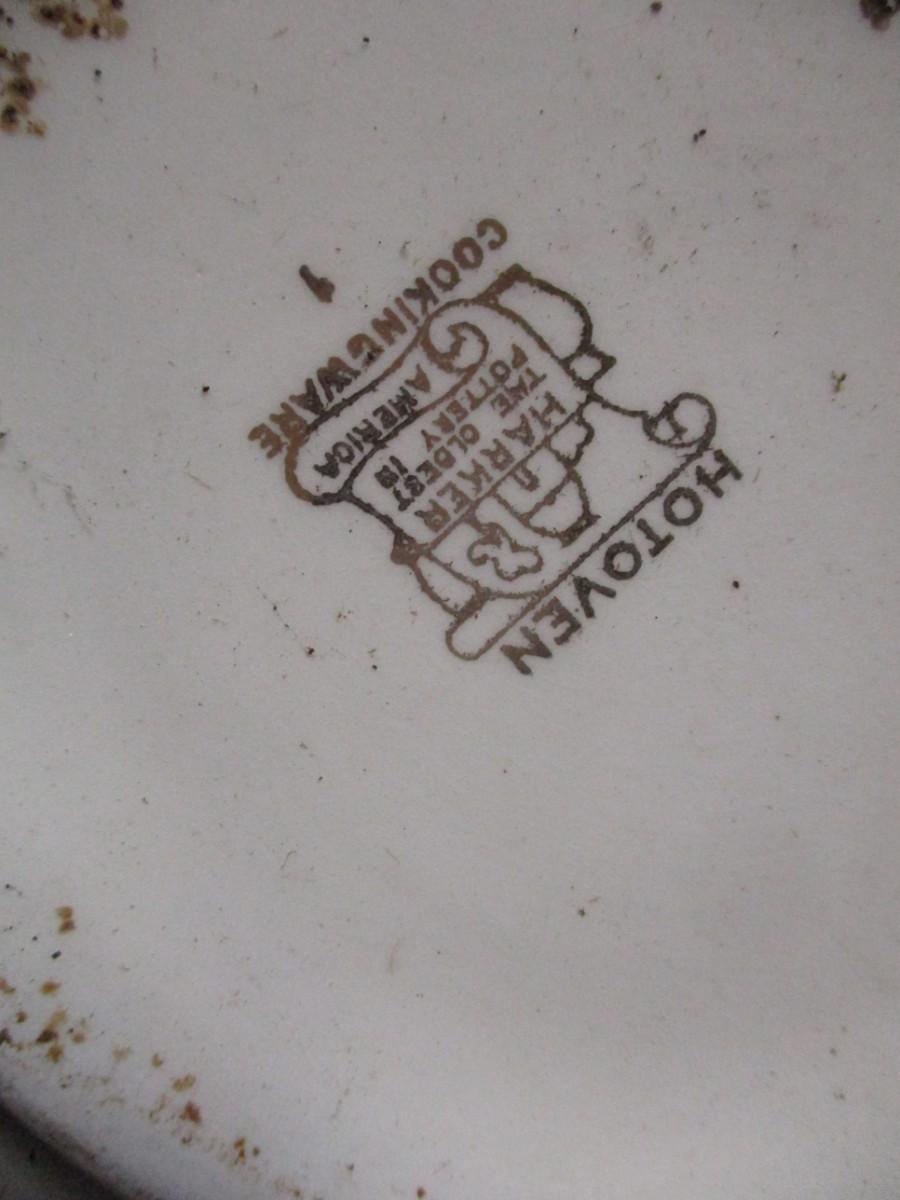 HOTOVEN
HARKER
THE OLDEST
POTTERY IN
AMERICA
COOKINGWARE